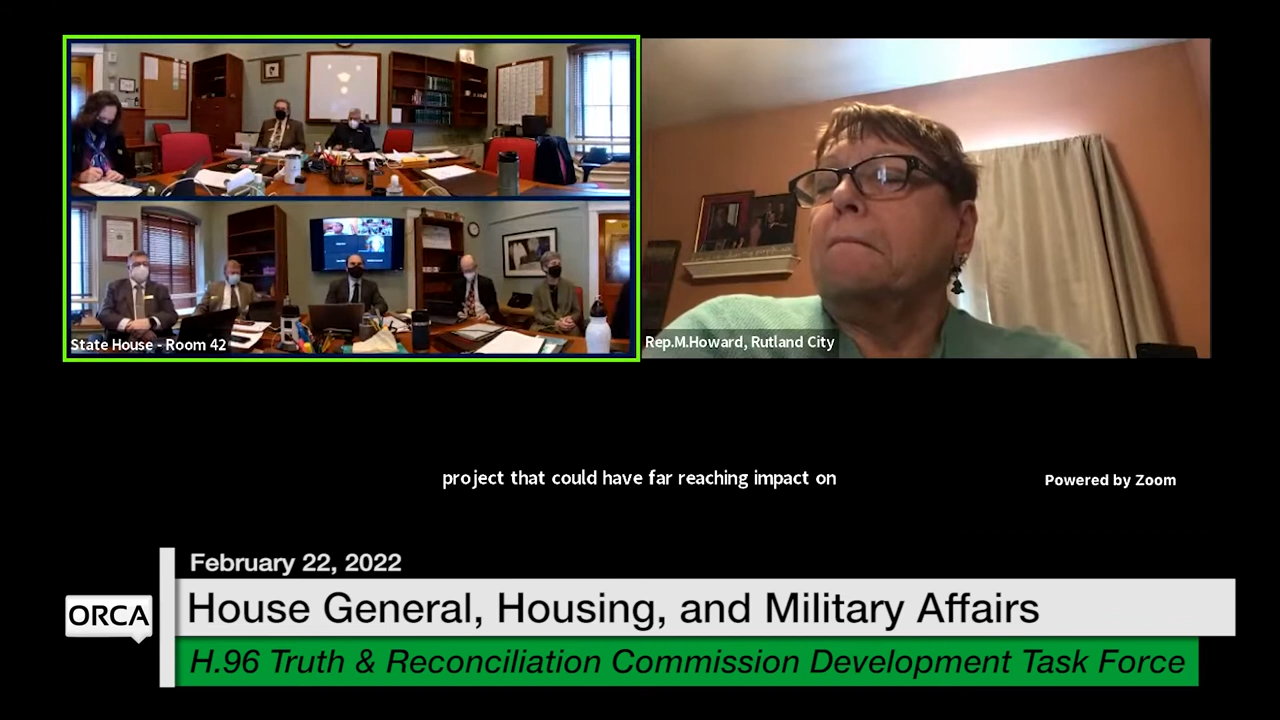 State House - Room 42
Rep.M.Howard, Rutland City
project that could have far reaching impact on
Powered by Zoom
February 22, 2022
ORCA
House General, Housing, and Military Affairs
H.96 Truth & Reconciliation Commission Development Task Force